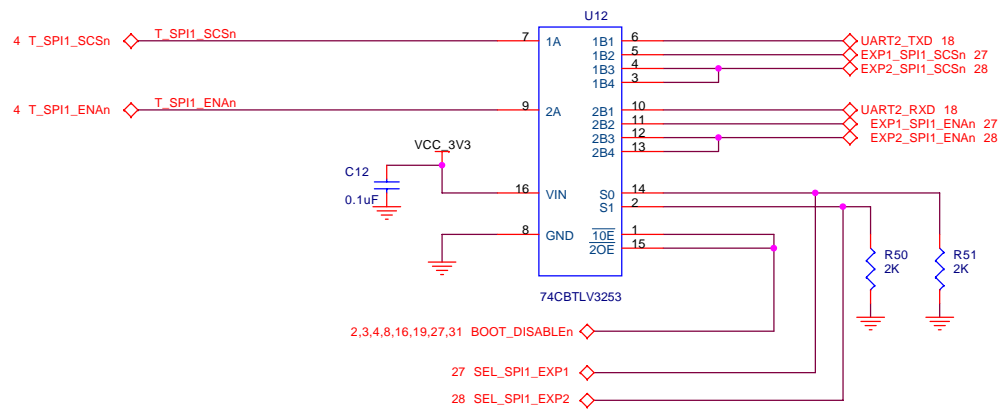 U12
4 T_SPI1_SCSn T_SPI1_SCSn 7 1A 1B1 6 UART2_TXD 18
1B2 5 EXP1_SPI1_SCSn 27
1B3 4 EXP2_SPI1_SCSn 28
1B4 3
4 T_SPI1_ENAn T_SPI1_ENAn 9 2A 2B1 10 UART2_RXD 18
2B2 11 EXP1_SPI1_ENAn 27
2B3 12 EXP2_SPI1_ENAn 28
2B4 13
VCC_3V3
C12
0.1uF
16 VIN S0 14
S1 2
8 GND 10E 1
2OE 15
R50
2K
R51
2K
74CBTLV3253
2,3,4,8,16,19,27,31 BOOT_DISABLEn
27 SEL_SPI1_EXP1
28 SEL_SPI1_EXP2